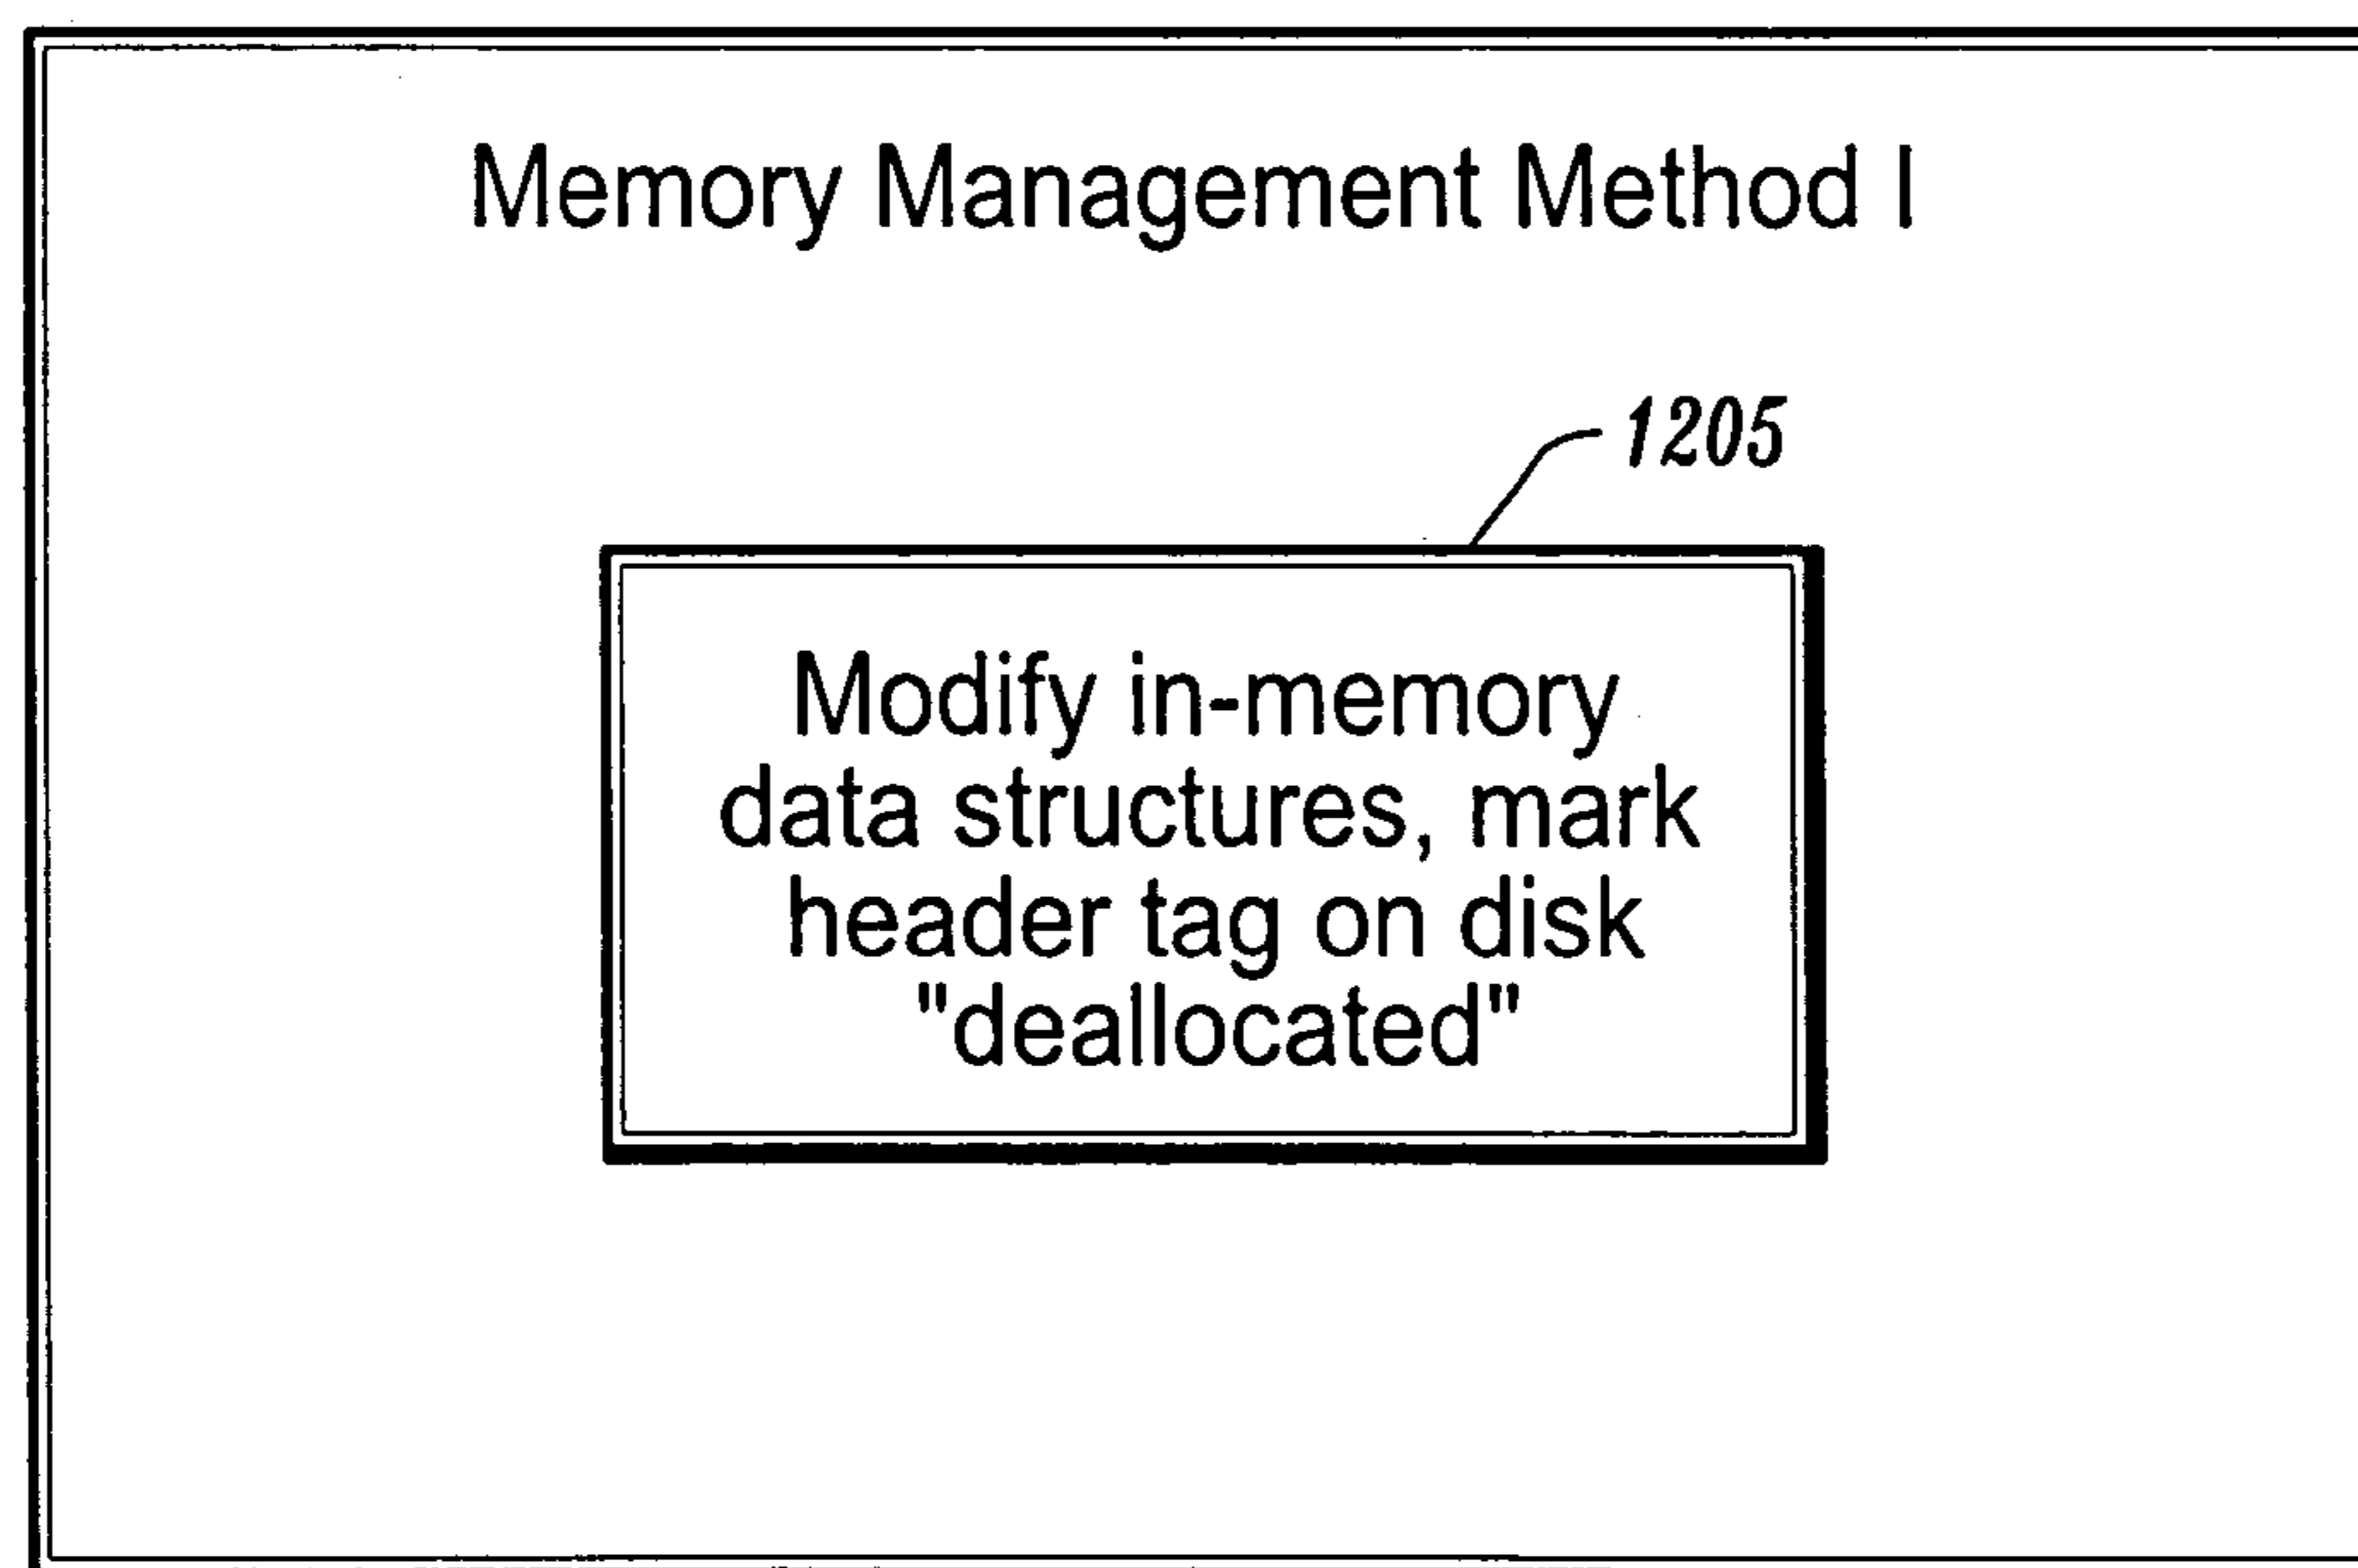 Memory Management Method I
1205
Modify in-memory
data structures, mark
header tag on disk
"deallocated"